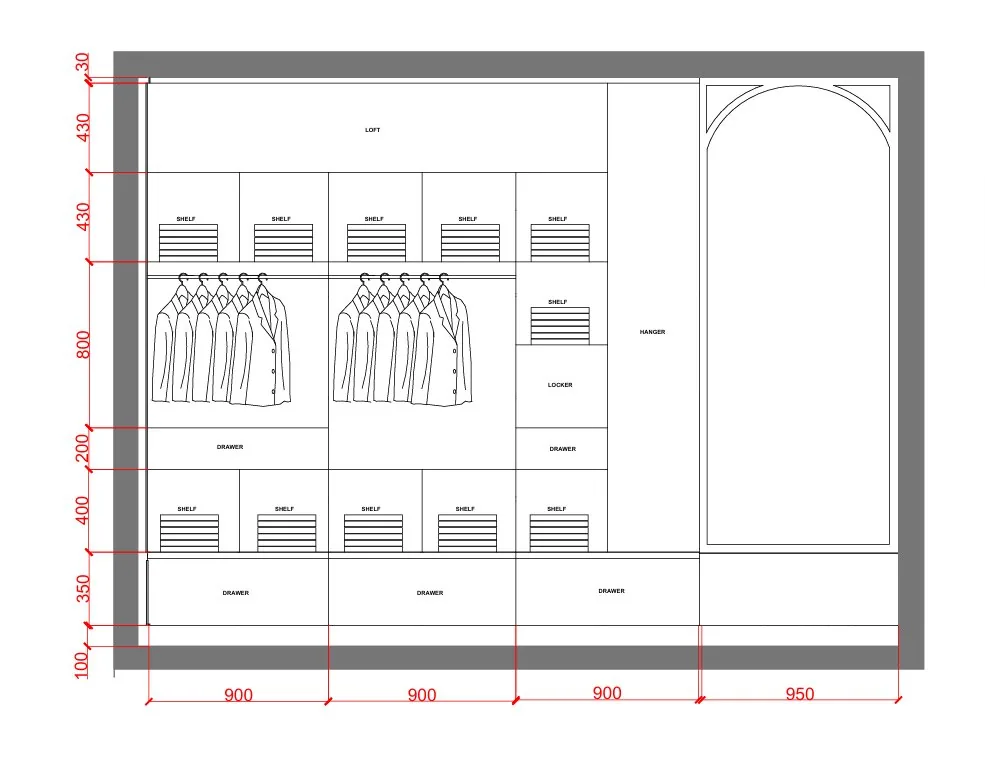 30
430
LOFT
430
SHELF SHELF SHELF SHELF SHELF
800
SHELF
HANGER
LOCKER
200
DRAWER DRAWER
400
SHELF SHELF SHELF SHELF SHELF
350
DRAWER DRAWER DRAWER
100
900 900 900 950